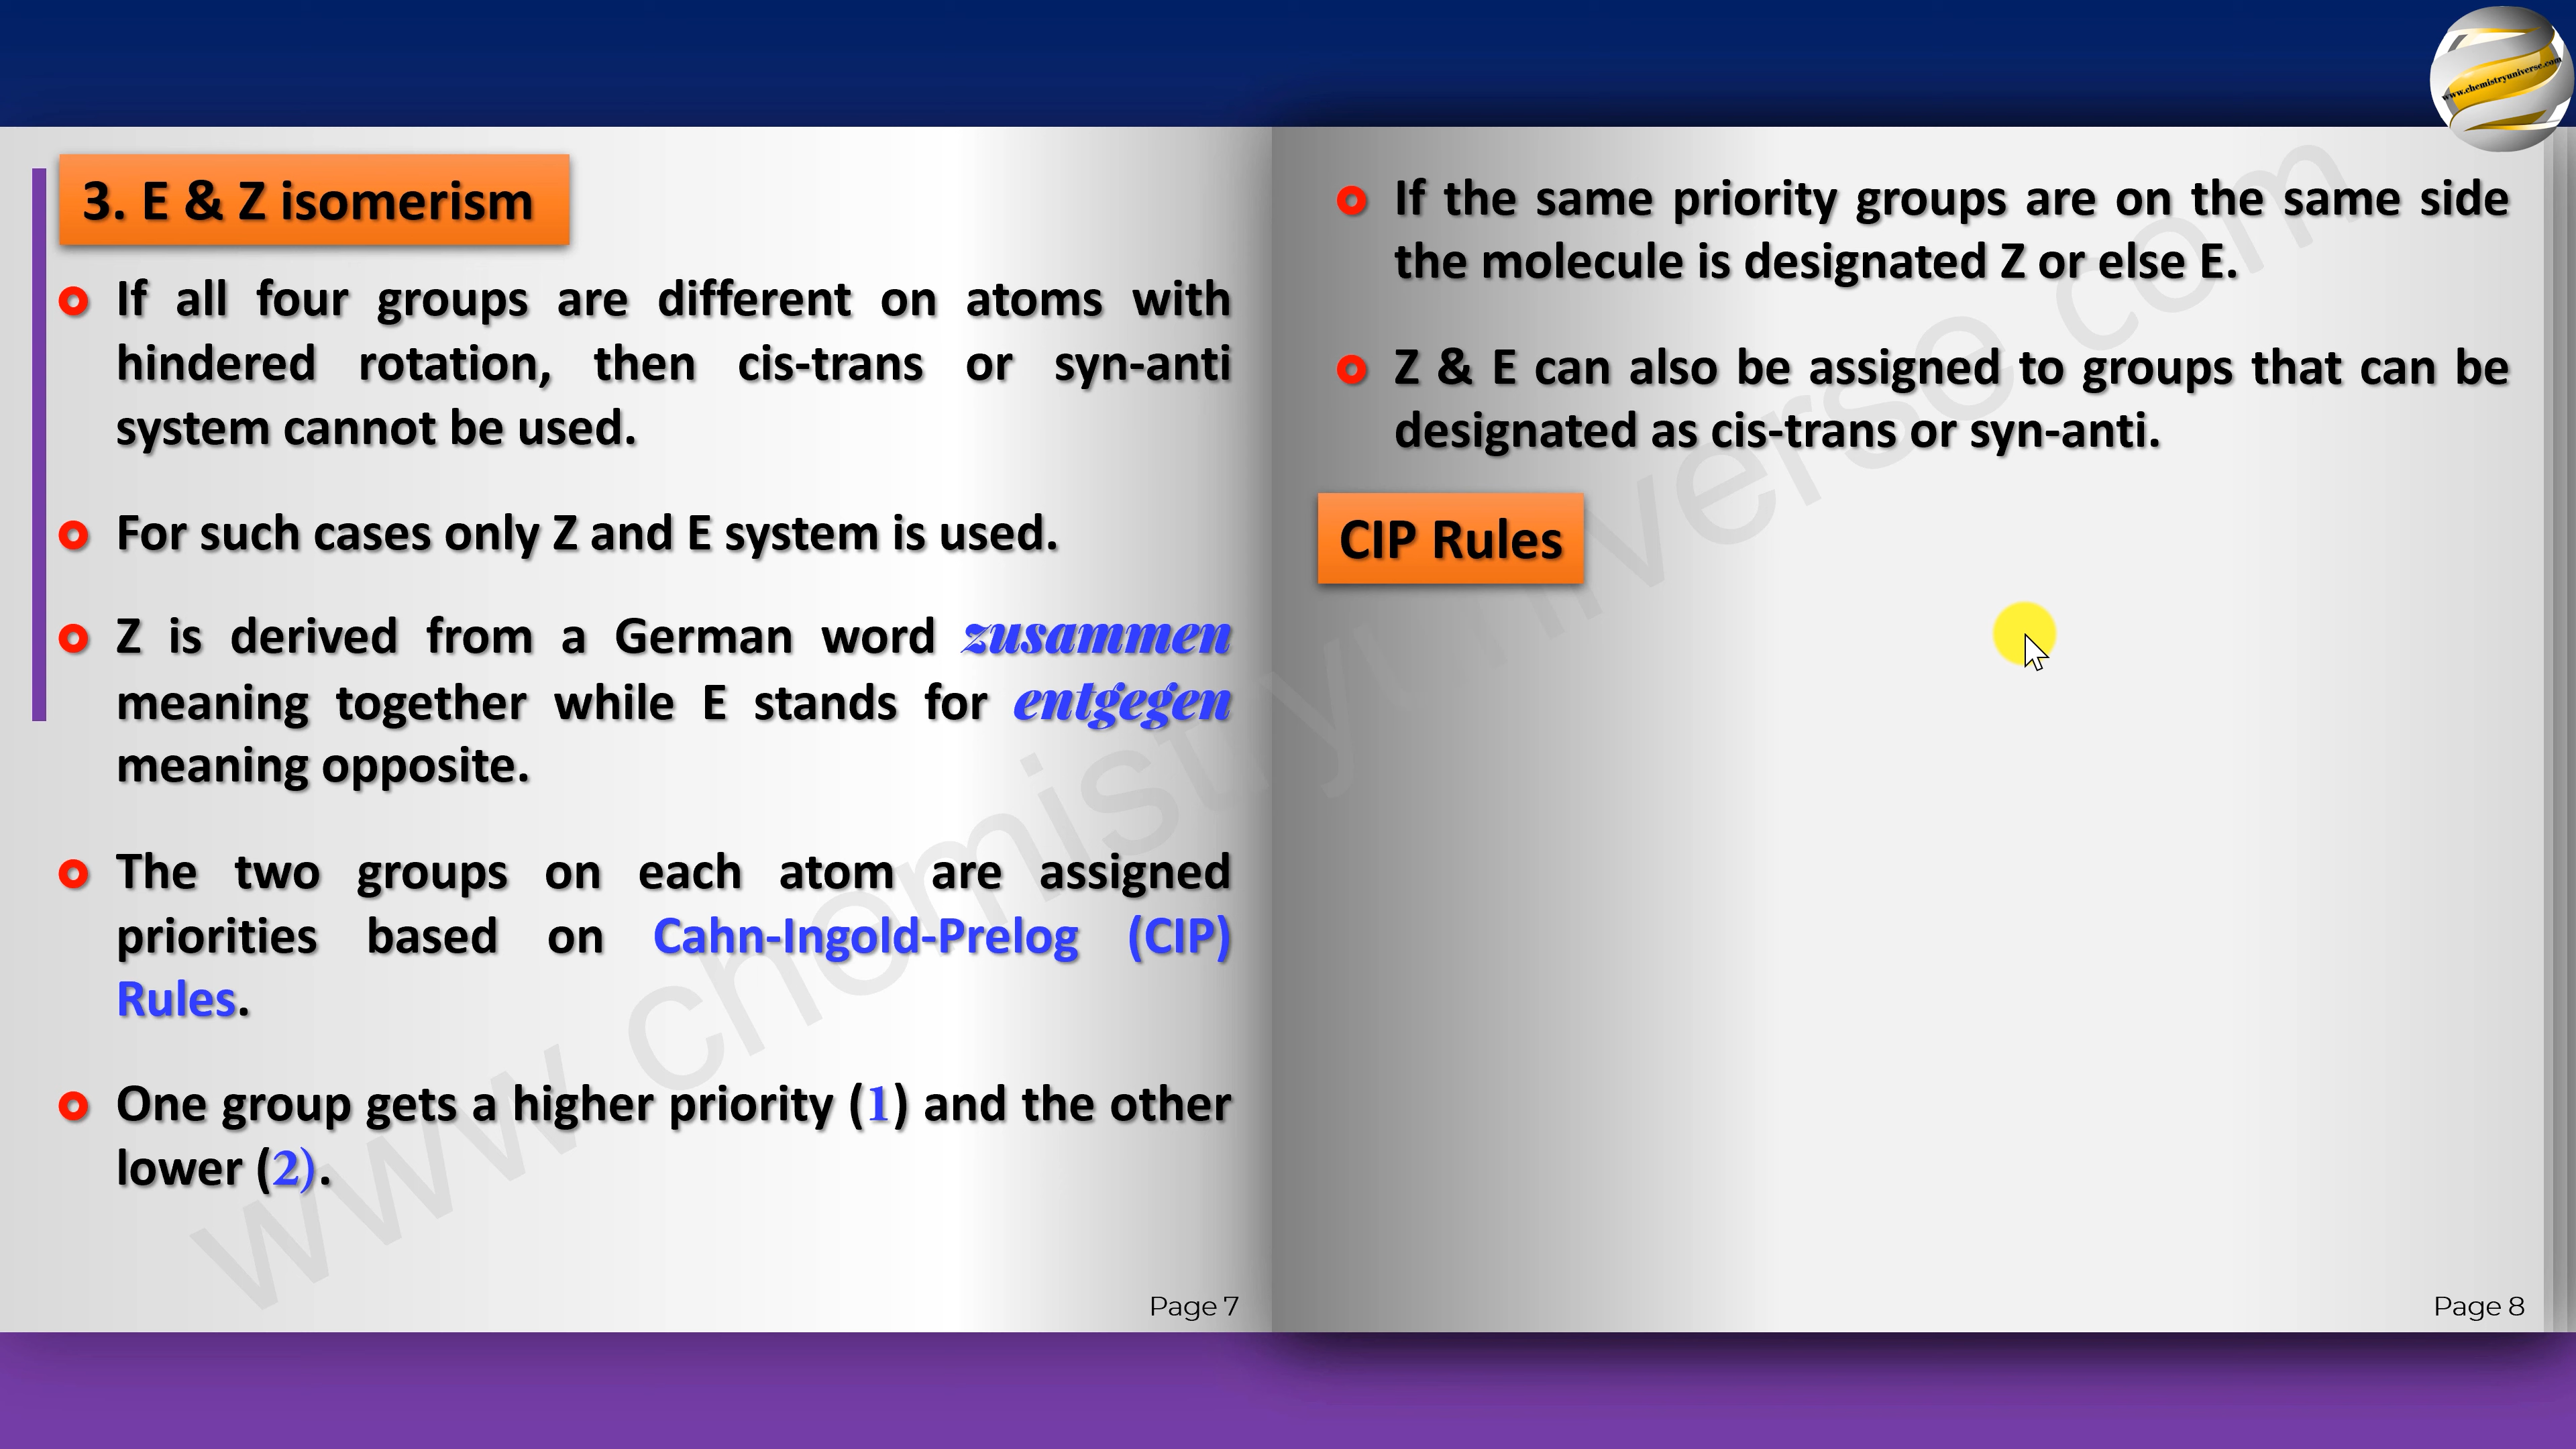 www.chemistryuniverse.com
3. E & Z isomerism
If all four groups are different on atoms with
hindered rotation, then cis-trans or syn-anti
system cannot be used.
For such cases only Z and E system is used.
Z is derived from a German word zusammen
meaning together while E stands for entgegen
meaning opposite.
The two groups on each atom are assigned
priorities based on Cahn-Ingold-Prelog (CIP)
Rules.
One group gets a higher priority (1) and the other
lower (2).
Page 7
If the same priority groups are on the same side
the molecule is designated Z or else E.
Z & E can also be assigned to groups that can be
designated as cis-trans or syn-anti.
CIP Rules
Page 8
www chemistryuniverse com